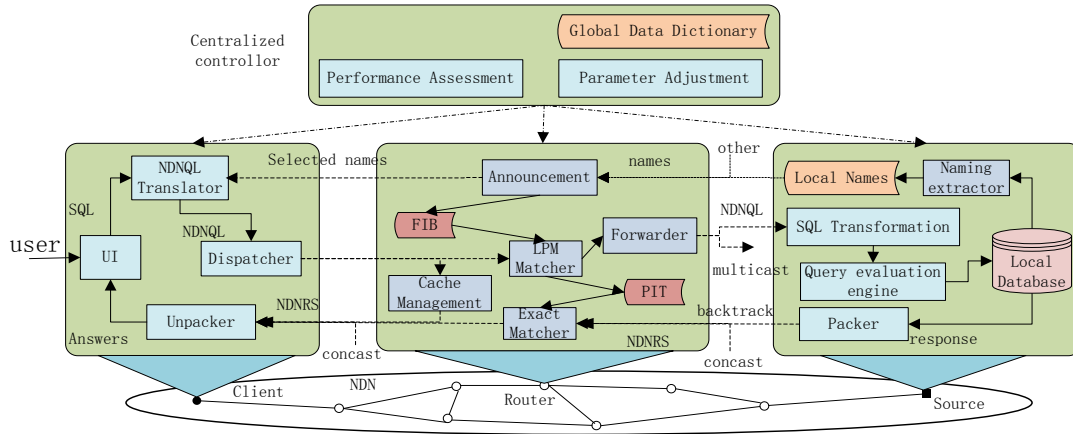 Centralized
controllor
Global Data Dictionary
Performance Assessment
Parameter Adjustment
NDNQL
Translator
Selected names
SQL
NDNQL
user
UI
Dispatcher
Unpacker
NDNRS
Answers
concast
Announcement
names
other
FIB
LPM
Matcher
Forwarder
NDNQL
multicast
Cache
Management
PIT
Exact
Matcher
backtrack
NDNRS
concast
Local Names
Naming
extractor
SQL Transformation
Query evaluation
engine
Local
Database
Packer
response
Client
NDN
Router
Source